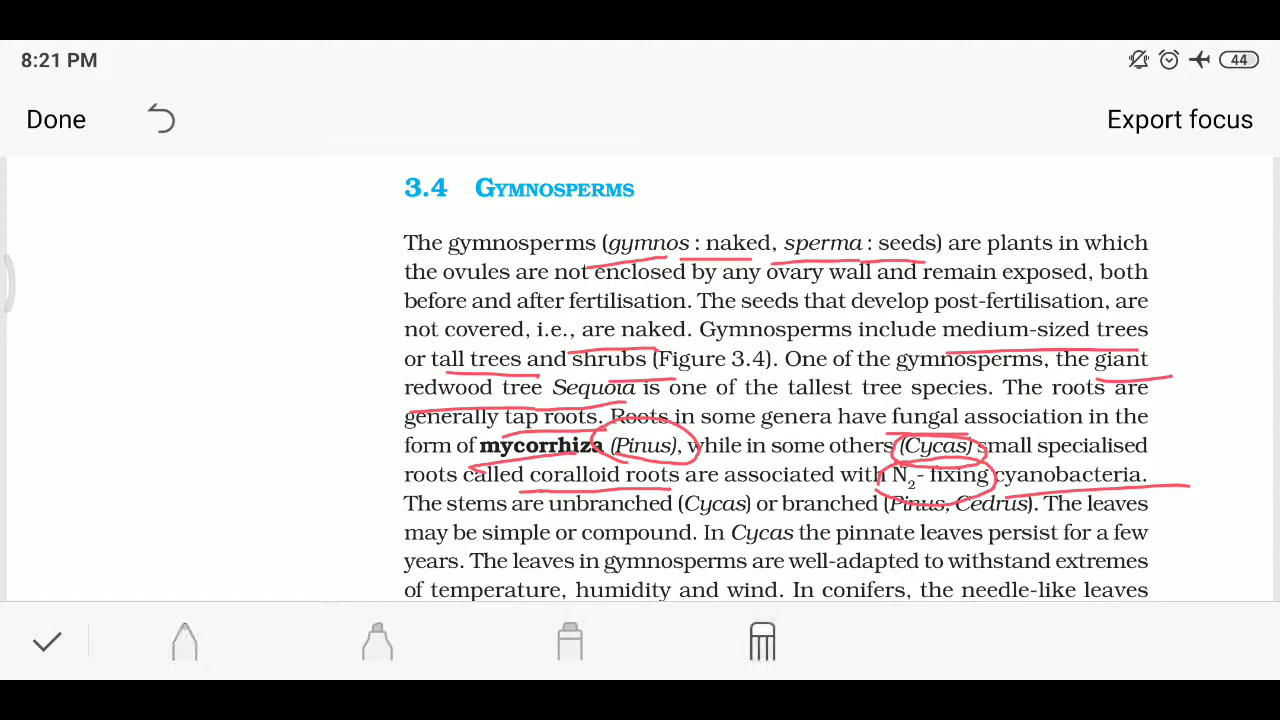 8:21 PM
44
Done
Export focus
3.4 GYMNOSPERMS
The gymnosperms (gymnos : naked, sperma : seeds) are plants in which
the ovules are not enclosed by any ovary wall and remain exposed, both
before and after fertilisation. The seeds that develop post-fertilisation, are
not covered, i.e., are naked. Gymnosperms include medium-sized trees
or tall trees and shrubs (Figure 3.4). One of the gymnosperms, the giant
redwood tree Sequoia is one of the tallest tree species. The roots are
generally tap roots. Roots in some genera have fungal association in the
form of mycorrhiza (Pinus), while in some others (Cycas) small specialised
roots called coralloid roots are associated with N2- fixing cyanobacteria.
The stems are unbranched (Cycas) or branched (Pinus, Cedrus). The leaves
may be simple or compound. In Cycas the pinnate leaves persist for a few
years. The leaves in gymnosperms are well-adapted to withstand extremes
of temperature, humidity and wind. In conifers, the needle-like leaves